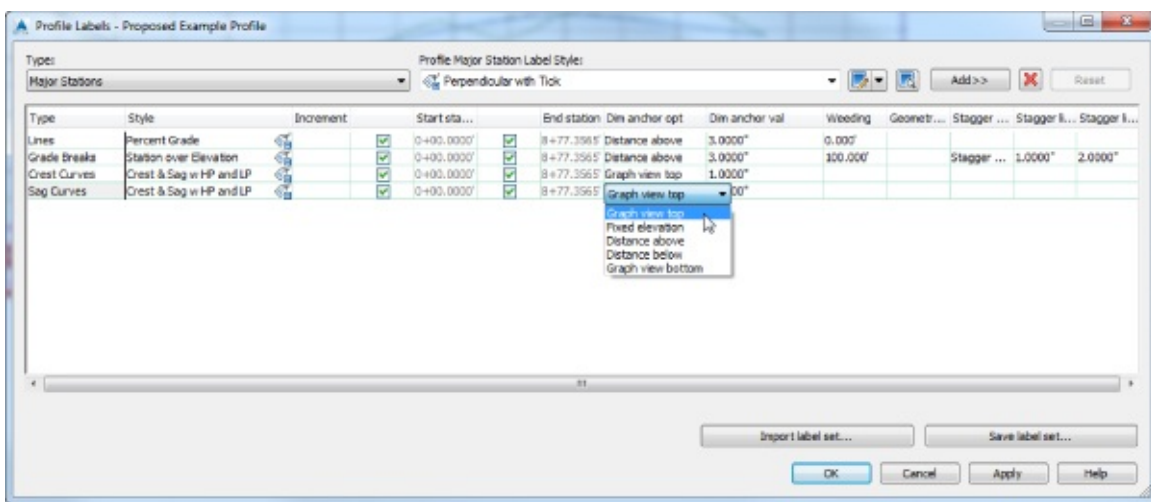 Profile Labels - Proposed Example Profile
Type: Profile Major Station Label Style:
Major Stations Perpendicular with Tick Add>> Reset
Type Style Increment Start sta... End station Dim anchor opt Dim anchor val Weeding Geometr... Stagger ... Stagger li... Stagger li...
Lines Percent Grade 0+00.0000' 8+77.3565' Distance above 3.0000" 0.000'
Grade Breaks Station over Elevation 0+00.0000' 8+77.3565' Distance above 3.0000" 100.000' Stagger ... 1.0000" 2.0000"
Crest Curves Crest & Sag w HP and LP 0+00.0000' 8+77.3565' Graph view top 1.0000"
Sag Curves Crest & Sag w HP and LP 0+00.0000' 8+77.3565' Graph view top 00"
Graph view top
Fixed elevation
Distance above
Distance below
Graph view bottom
Import label set... Save label set...
OK Cancel Apply Help